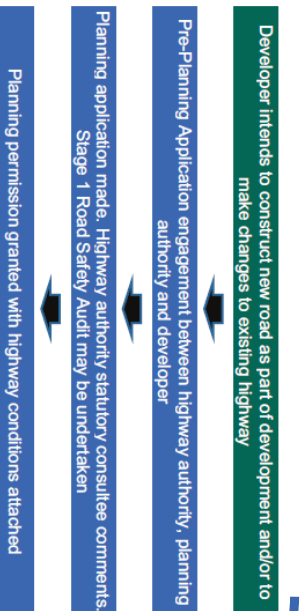 Developer intends to construct new road as part of development and/or to
make changes to existing highway
Pre-Planning Application engagement between highway authority, planning
authority and developer
Planning application made. Highway authority statutory consultee comments.
Stage 1 Road Safety Audit may be undertaken
Planning permission granted with highway conditions attached